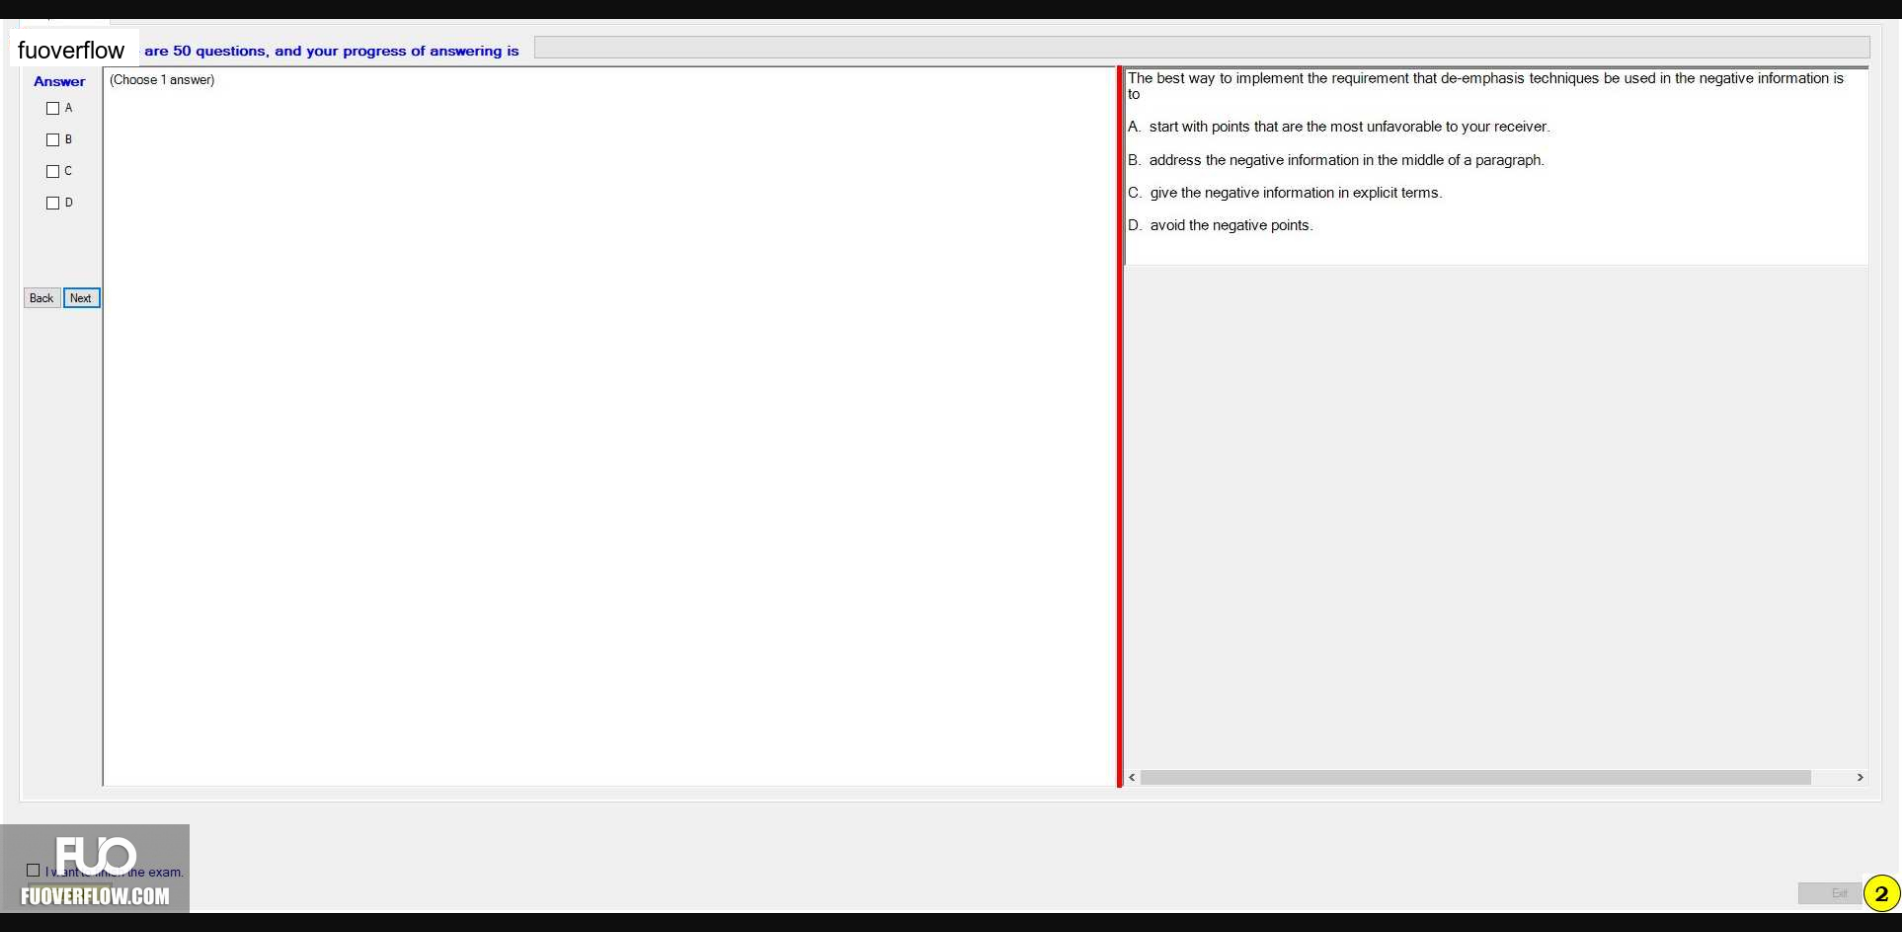 fuoverflow are 50 questions, and your progress of answering is
Answer
A
B
C
D
Back Next
(Choose 1 answer)
The best way to implement the requirement that de-emphasis techniques be used in the negative information is
to
A. start with points that are the most unfavorable to your receiver.
B. address the negative information in the middle of a paragraph.
C. give the negative information in explicit terms.
D. avoid the negative points.
FUO
I want to finish the exam.
FUOVERFLOW.COM
Exit
2